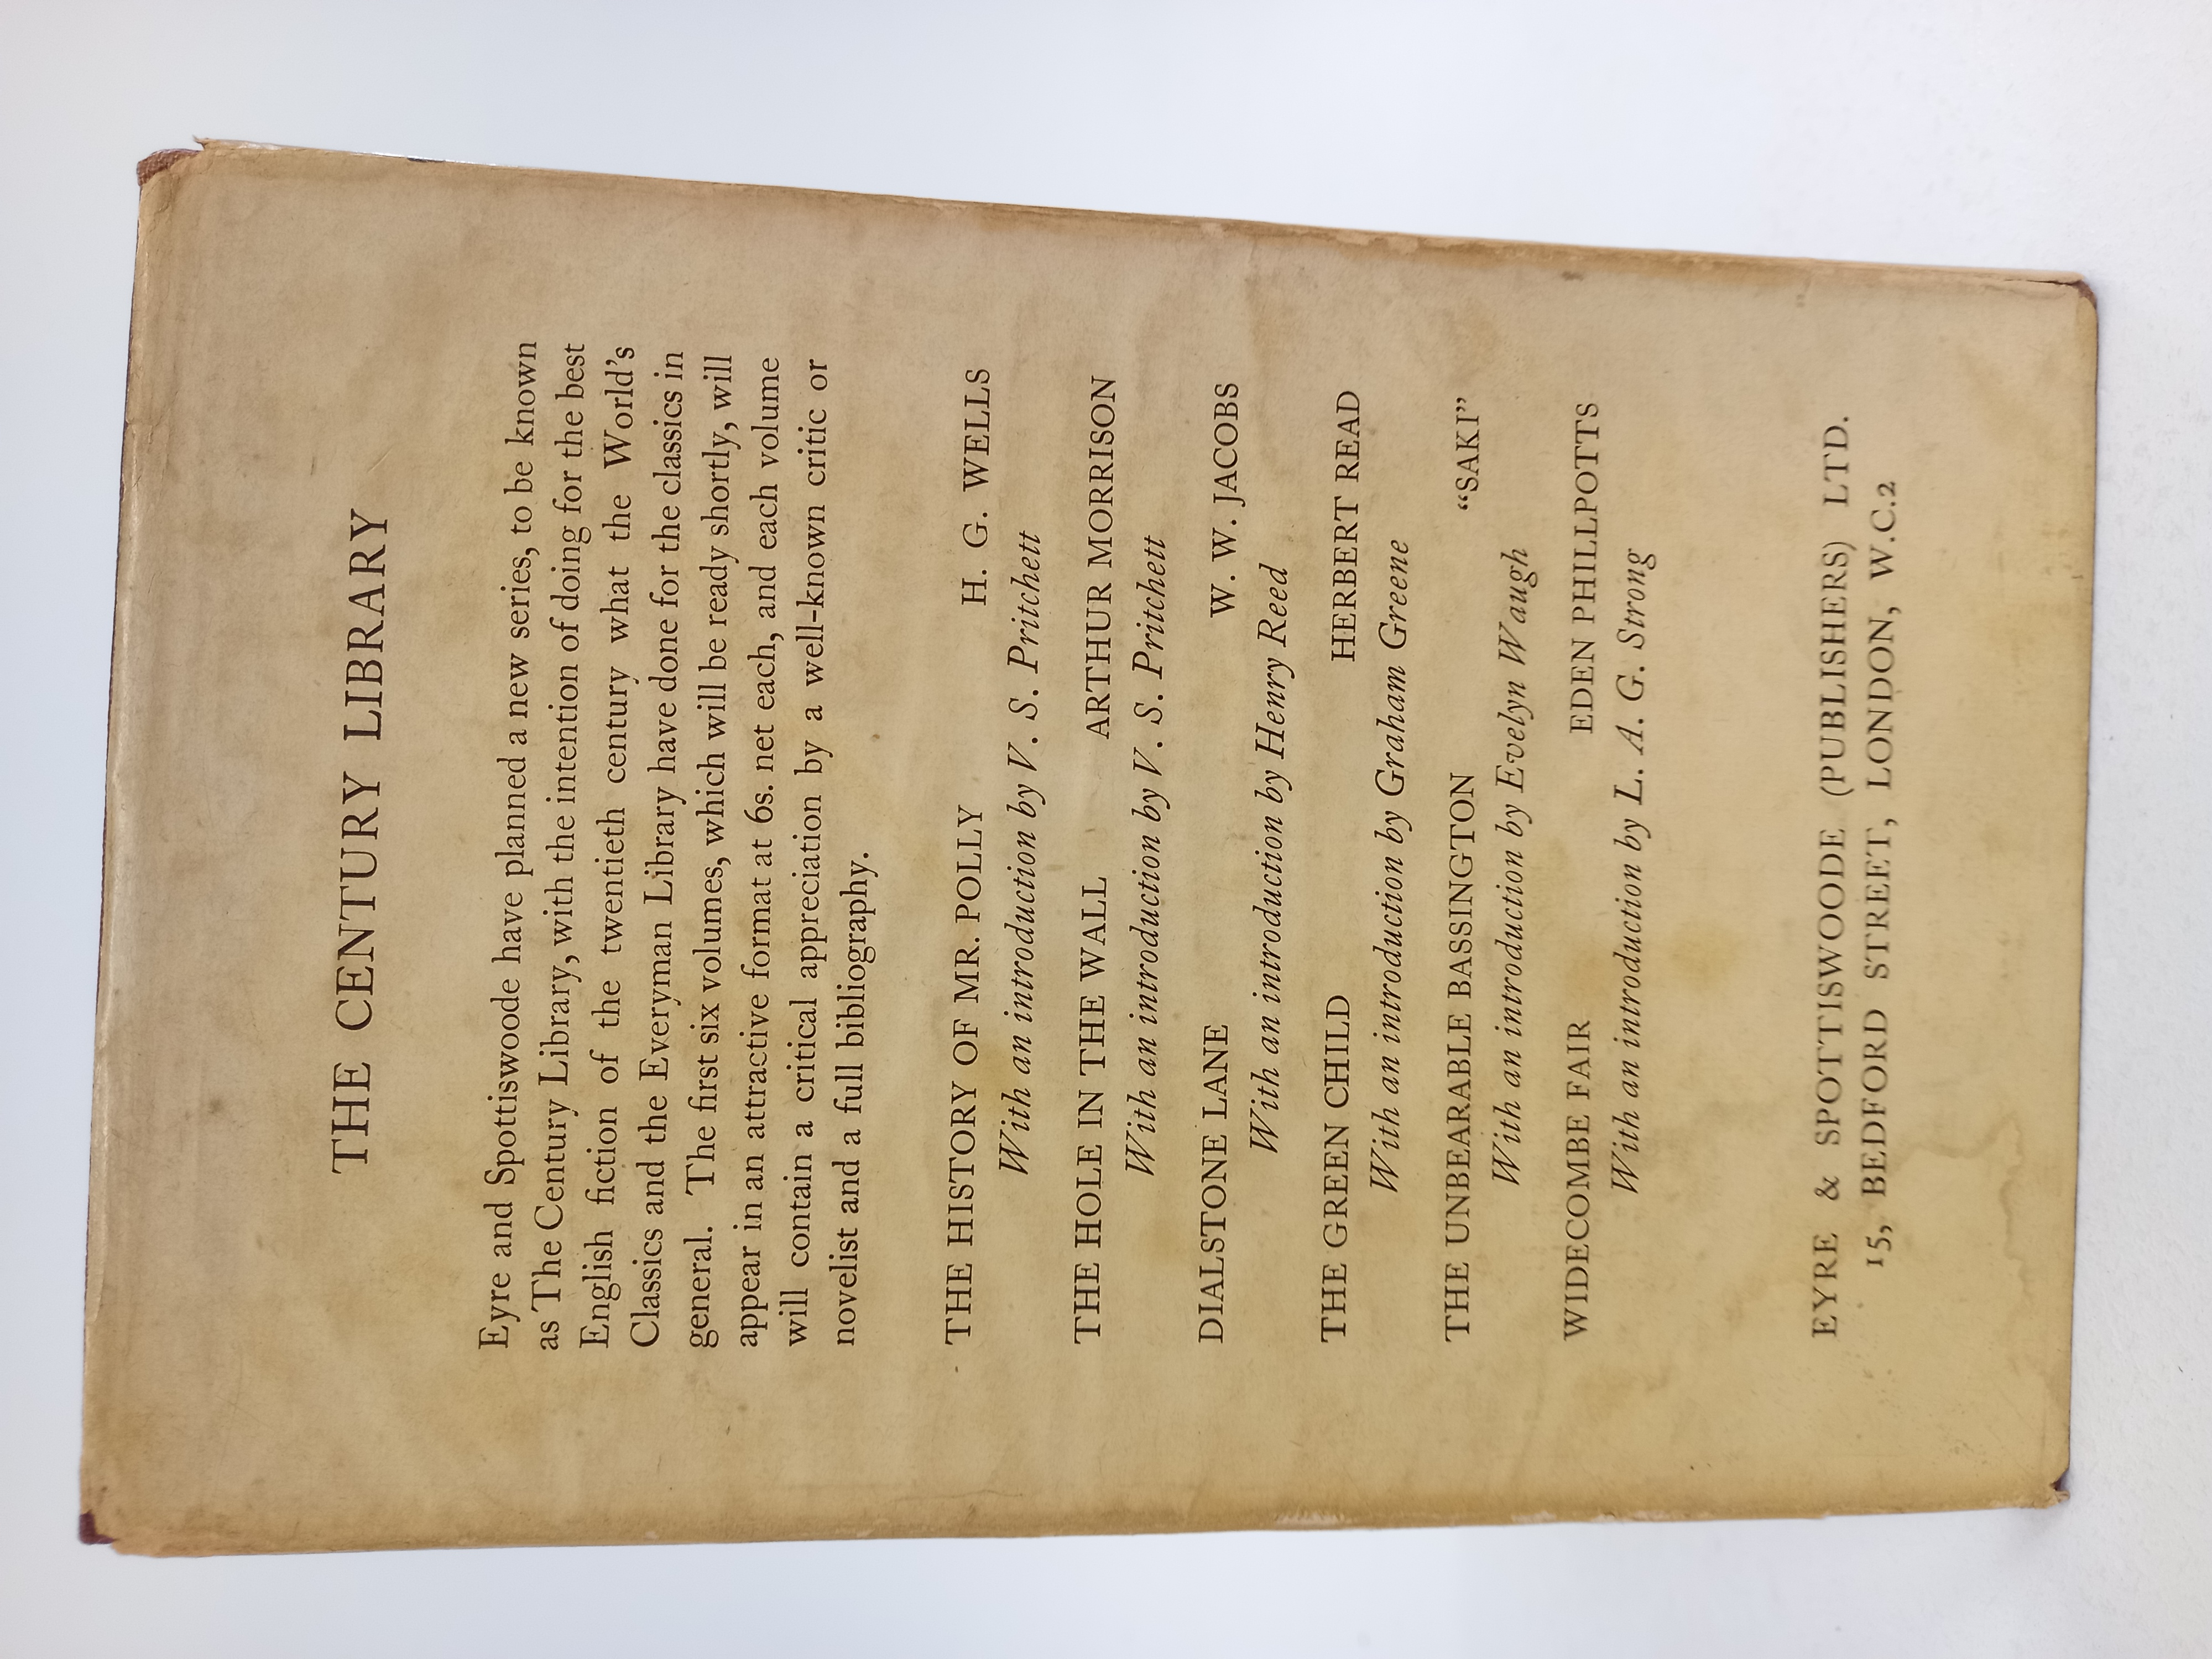 THE CENTURY LIBRARY
Eyre and Spottiswoode have planned a new series, to be known
as The Century Library, with the intention of doing for the best
English fiction of the twentieth century what the World's
Classics and the Everyman Library have done for the classics in
general. The first six volumes, which will be ready shortly, will
appear in an attractive format at 6s. net each, and each volume
will contain a critical appreciation by a well-known critic or
novelist and a full bibliography.
THE HISTORY OF MR. POLLY H. G. WELLS
With an introduction by V. S. Pritchett
THE HOLE IN THE WALL ARTHUR MORRISON
With an introduction by V. S. Pritchett
DIALSTONE LANE W. W. JACOBS
With an introduction by Henry Reed
THE GREEN CHILD HERBERT READ
With an introduction by Graham Greene
THE UNBEARABLE BASSINGTON “SAKI”
With an introduction by Evelyn Waugh
WIDECOMBE FAIR EDEN PHILLPOTTS
With an introduction by L. A. G. Strong
EYRE & SPOTTISWOODE (PUBLISHERS) LTD.
15, BEDFORD STREET, LONDON, W.C.2